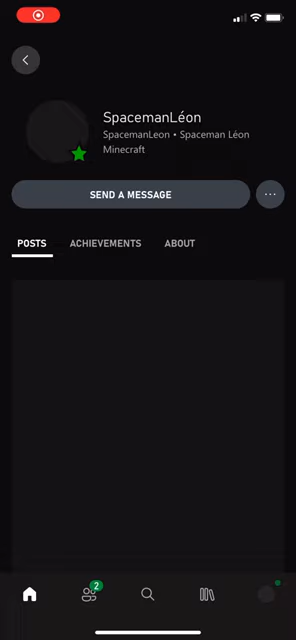 SpacemanLéon
SpacemanLeon • Spaceman Léon
Minecraft
SEND A MESSAGE
POSTS ACHIEVEMENTS ABOUT
2